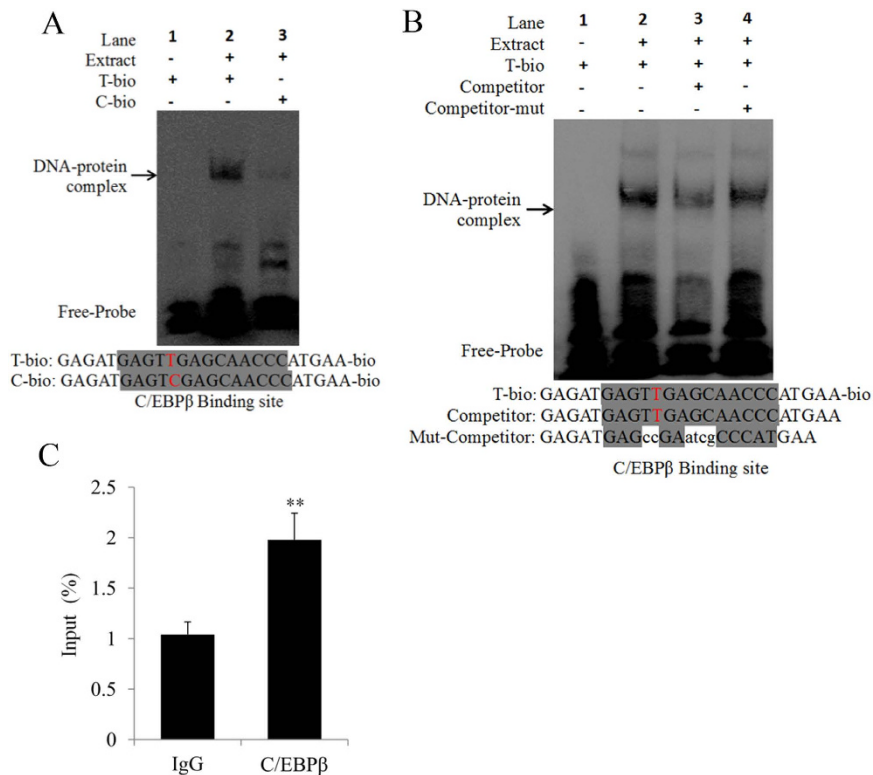 A
Lane 1 2 3
Extract - + +
T-bio + + -
C-bio - - +
DNA-protein
complex
Free-Probe
T-bio: GAGATGAGTTGAGCAACCCATGAA-bio
C-bio: GAGATGAGTCGAGCAACCCATGAA-bio
C/EBPβ Binding site
B
Lane 1 2 3 4
Extract - + + +
T-bio + + + +
Competitor - - + -
Competitor-mut - - - +
DNA-protein
complex
Free-Probe
T-bio: GAGATGAGTTGAGCAACCCATGAA-bio
Competitor: GAGATGAGTTGAGCAACCCATGAA
Mut-Competitor: GAGATGAGccGAatcgCCCATGAA
C/EBPβ Binding site
C
Input (%)
2.5
2
1.5
1
0.5
0
**
IgG C/EBPβ